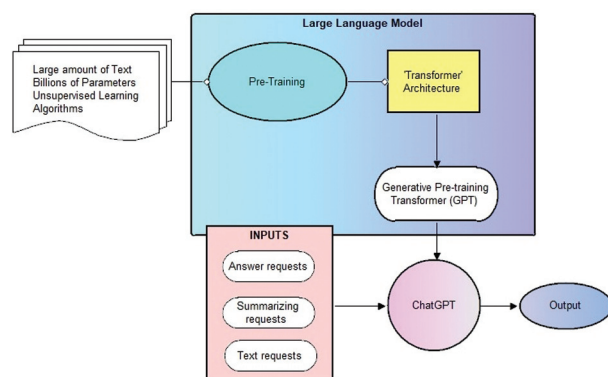 Large Language Model
Large amount of Text
Billions of Parameters
Unsupervised Learning
Algorithms
Pre-Training
'Transformer'
Architecture
Generative Pre-training
Transformer (GPT)
INPUTS
Answer requests
Summarizing
requests
Text requests
ChatGPT
Output